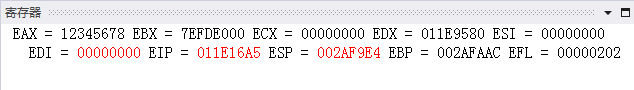 寄存器
EAX = 12345678 EBX = 7EFDE000 ECX = 00000000 EDX = 011E9580 ESI = 00000000
EDI = 00000000 EIP = 011E16A5 ESP = 002AF9E4 EBP = 002AFAAC EFL = 00000202